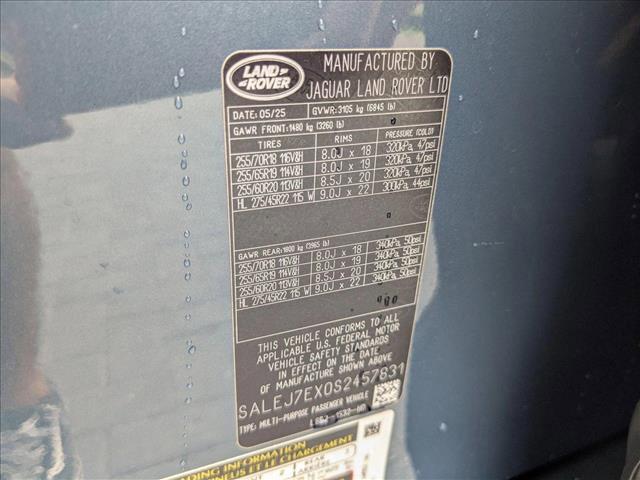 LAND ROVER
MANUFACTURED BY
JAGUAR LAND ROVER LTD
DATE: 05/25 GVWR: 3105 kg (6845 lb)
GAWR FRONT: 1480 kg (3260 lb)
TIRES RIMS PRESSURE (COLD)
255/70R18 116V&H 8.0J x 18 320kPa, 47psi
255/65R19 114V&H 8.0J x 19 320kPa, 47psi
255/60R20 113V&H 8.5J x 20 320kPa, 47psi
HL 275/45R22 115 W 9.0J x 22 300kPa, 44psi
GAWR REAR: 1800 kg (3965 lb)
255/70R18 116V&H 8.0J x 18 340kPa, 50psi
255/65R19 114V&H 8.0J x 19 340kPa, 50psi
255/60R20 113V&H 8.5J x 20 340kPa, 50psi
HL 275/45R22 115 W 9.0J x 22 340kPa, 50psi
THIS VEHICLE CONFORMS TO ALL
APPLICABLE U.S. FEDERAL MOTOR
VEHICLE SAFETY STANDARDS
IN EFFECT ON THE DATE
OF MANUFACTURE SHOWN ABOVE
SALEJ7EX0S2457831
TYPE: MULTI-PURPOSE PASSENGER VEHICLE
LOADING INFORMATION
PNEUS ET LE CHARGEMENT